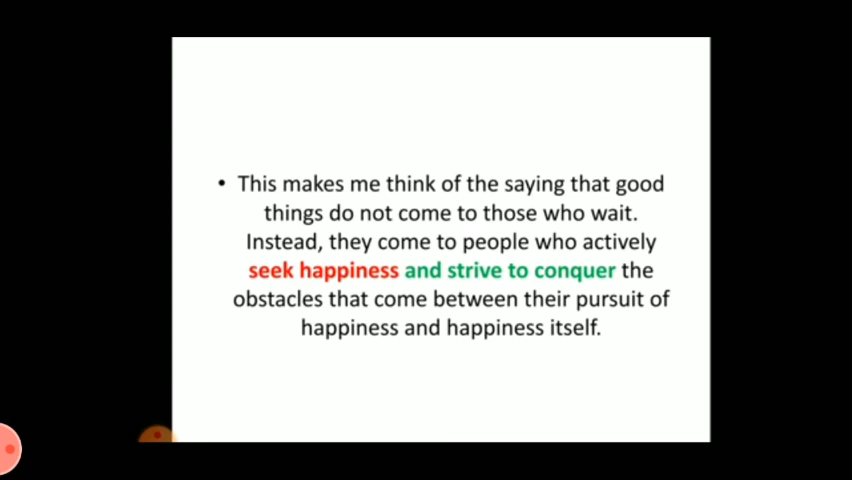 • This makes me think of the saying that good
things do not come to those who wait.
Instead, they come to people who actively
seek happiness and strive to conquer the
obstacles that come between their pursuit of
happiness and happiness itself.